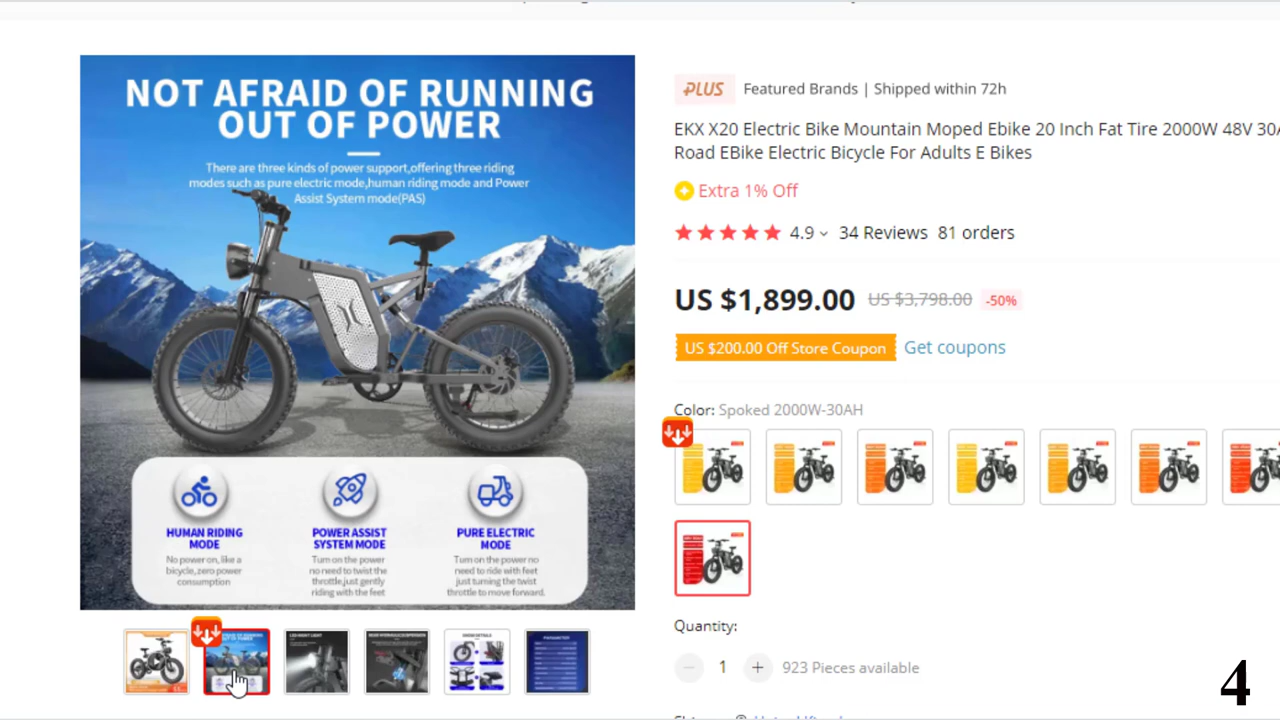 NOT AFRAID OF RUNNING
OUT OF POWER
There are three kinds of power support,offering three riding
modes such as pure electric mode,human riding mode and Power
Assist System mode(PAS)
HUMAN RIDING
MODE
No power on,like a
bicycle,zero power
consumption
POWER ASSIST
SYSTEM MODE
Turn on the power
no need to twist the
throttle,just gently
riding with the feet
PURE ELECTRIC
MODE
Turn on the power no
need to ride with feet
just turning the twist
throttle to move forward.
PLUS Featured Brands | Shipped within 72h
EKX X20 Electric Bike Mountain Moped Ebike 20 Inch Fat Tire 2000W 48V 30A
Road EBike Electric Bicycle For Adults E Bikes
Extra 1% Off
4.9 34 Reviews 81 orders
US $1,899.00 US $3,798.00 -50%
US $200.00 Off Store Coupon Get coupons
Color: Spoked 2000W-30AH
Quantity:
1 923 Pieces available
PARAMETER
4